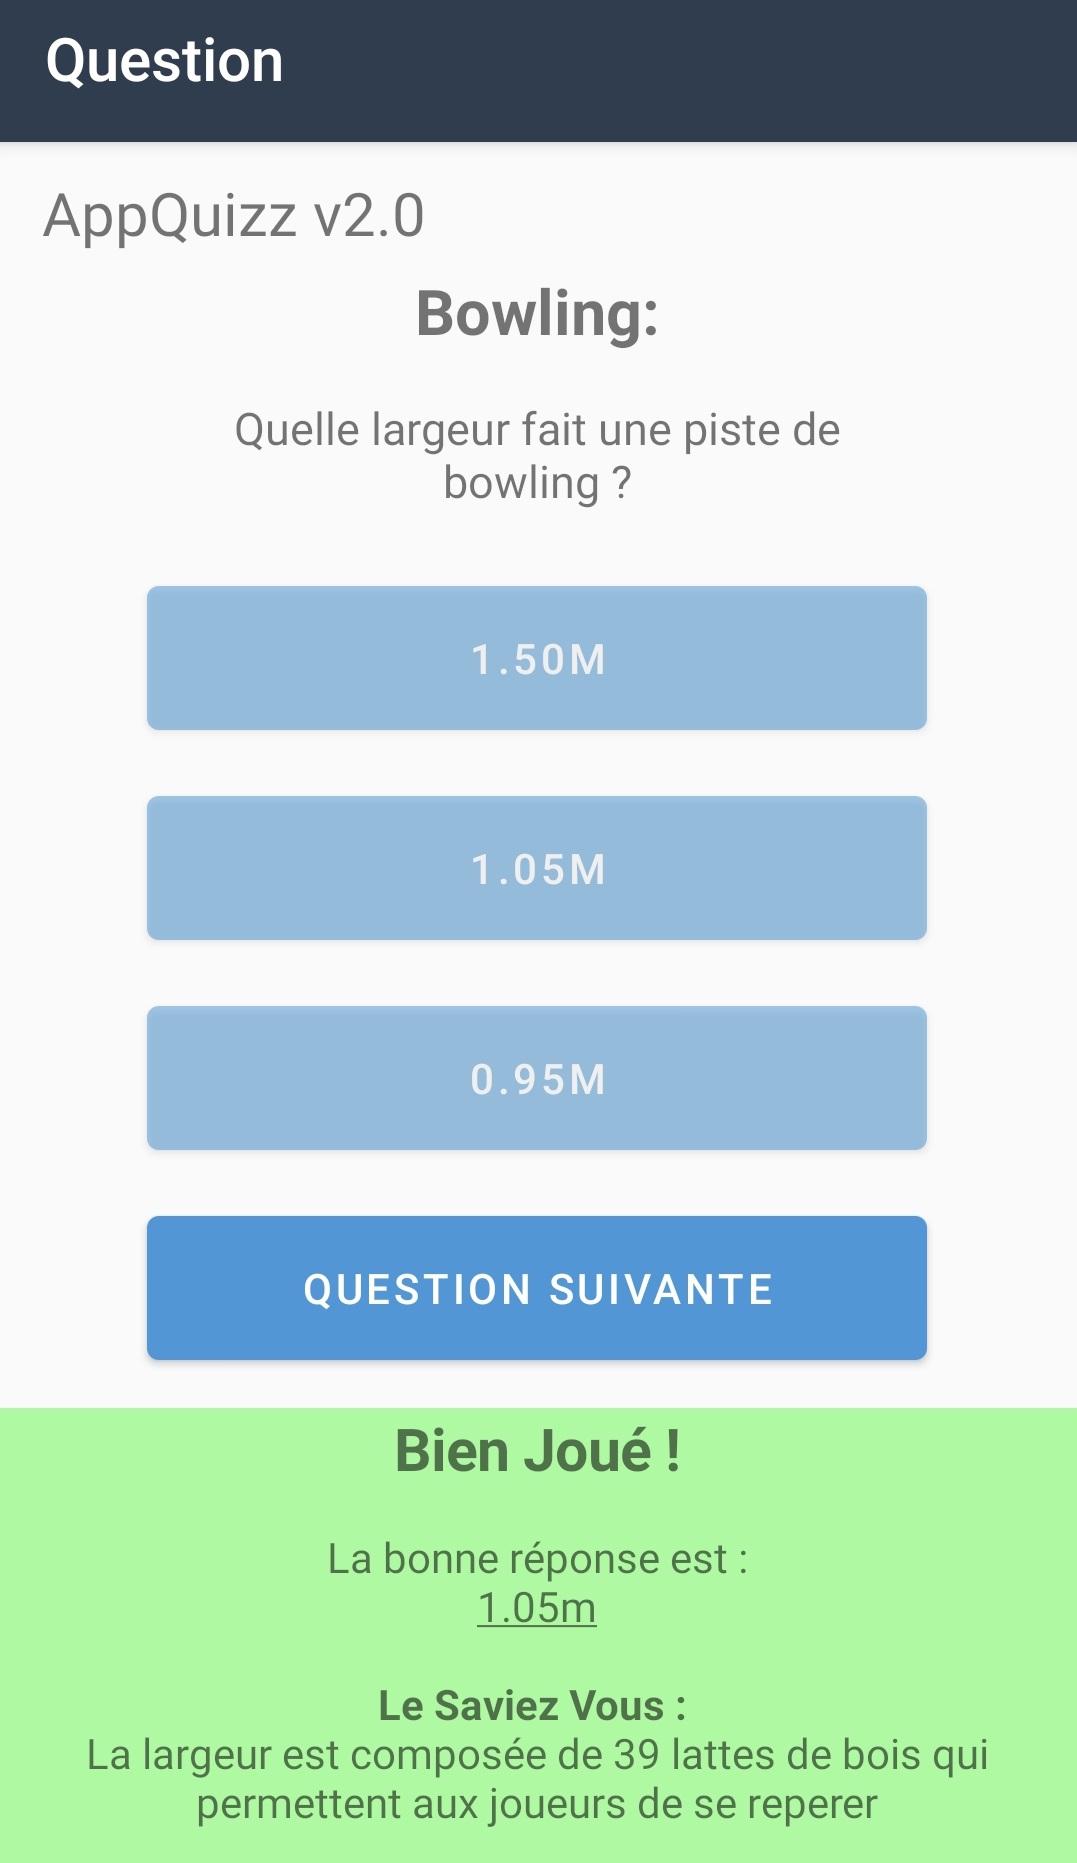 Question
AppQuizz v2.0
Bowling:
Quelle largeur fait une piste de
bowling ?
1.50M
1.05M
0.95M
QUESTION SUIVANTE
Bien Joué !
La bonne réponse est :
1.05m
Le Saviez Vous :
La largeur est composée de 39 lattes de bois qui
permettent aux joueurs de se reperer